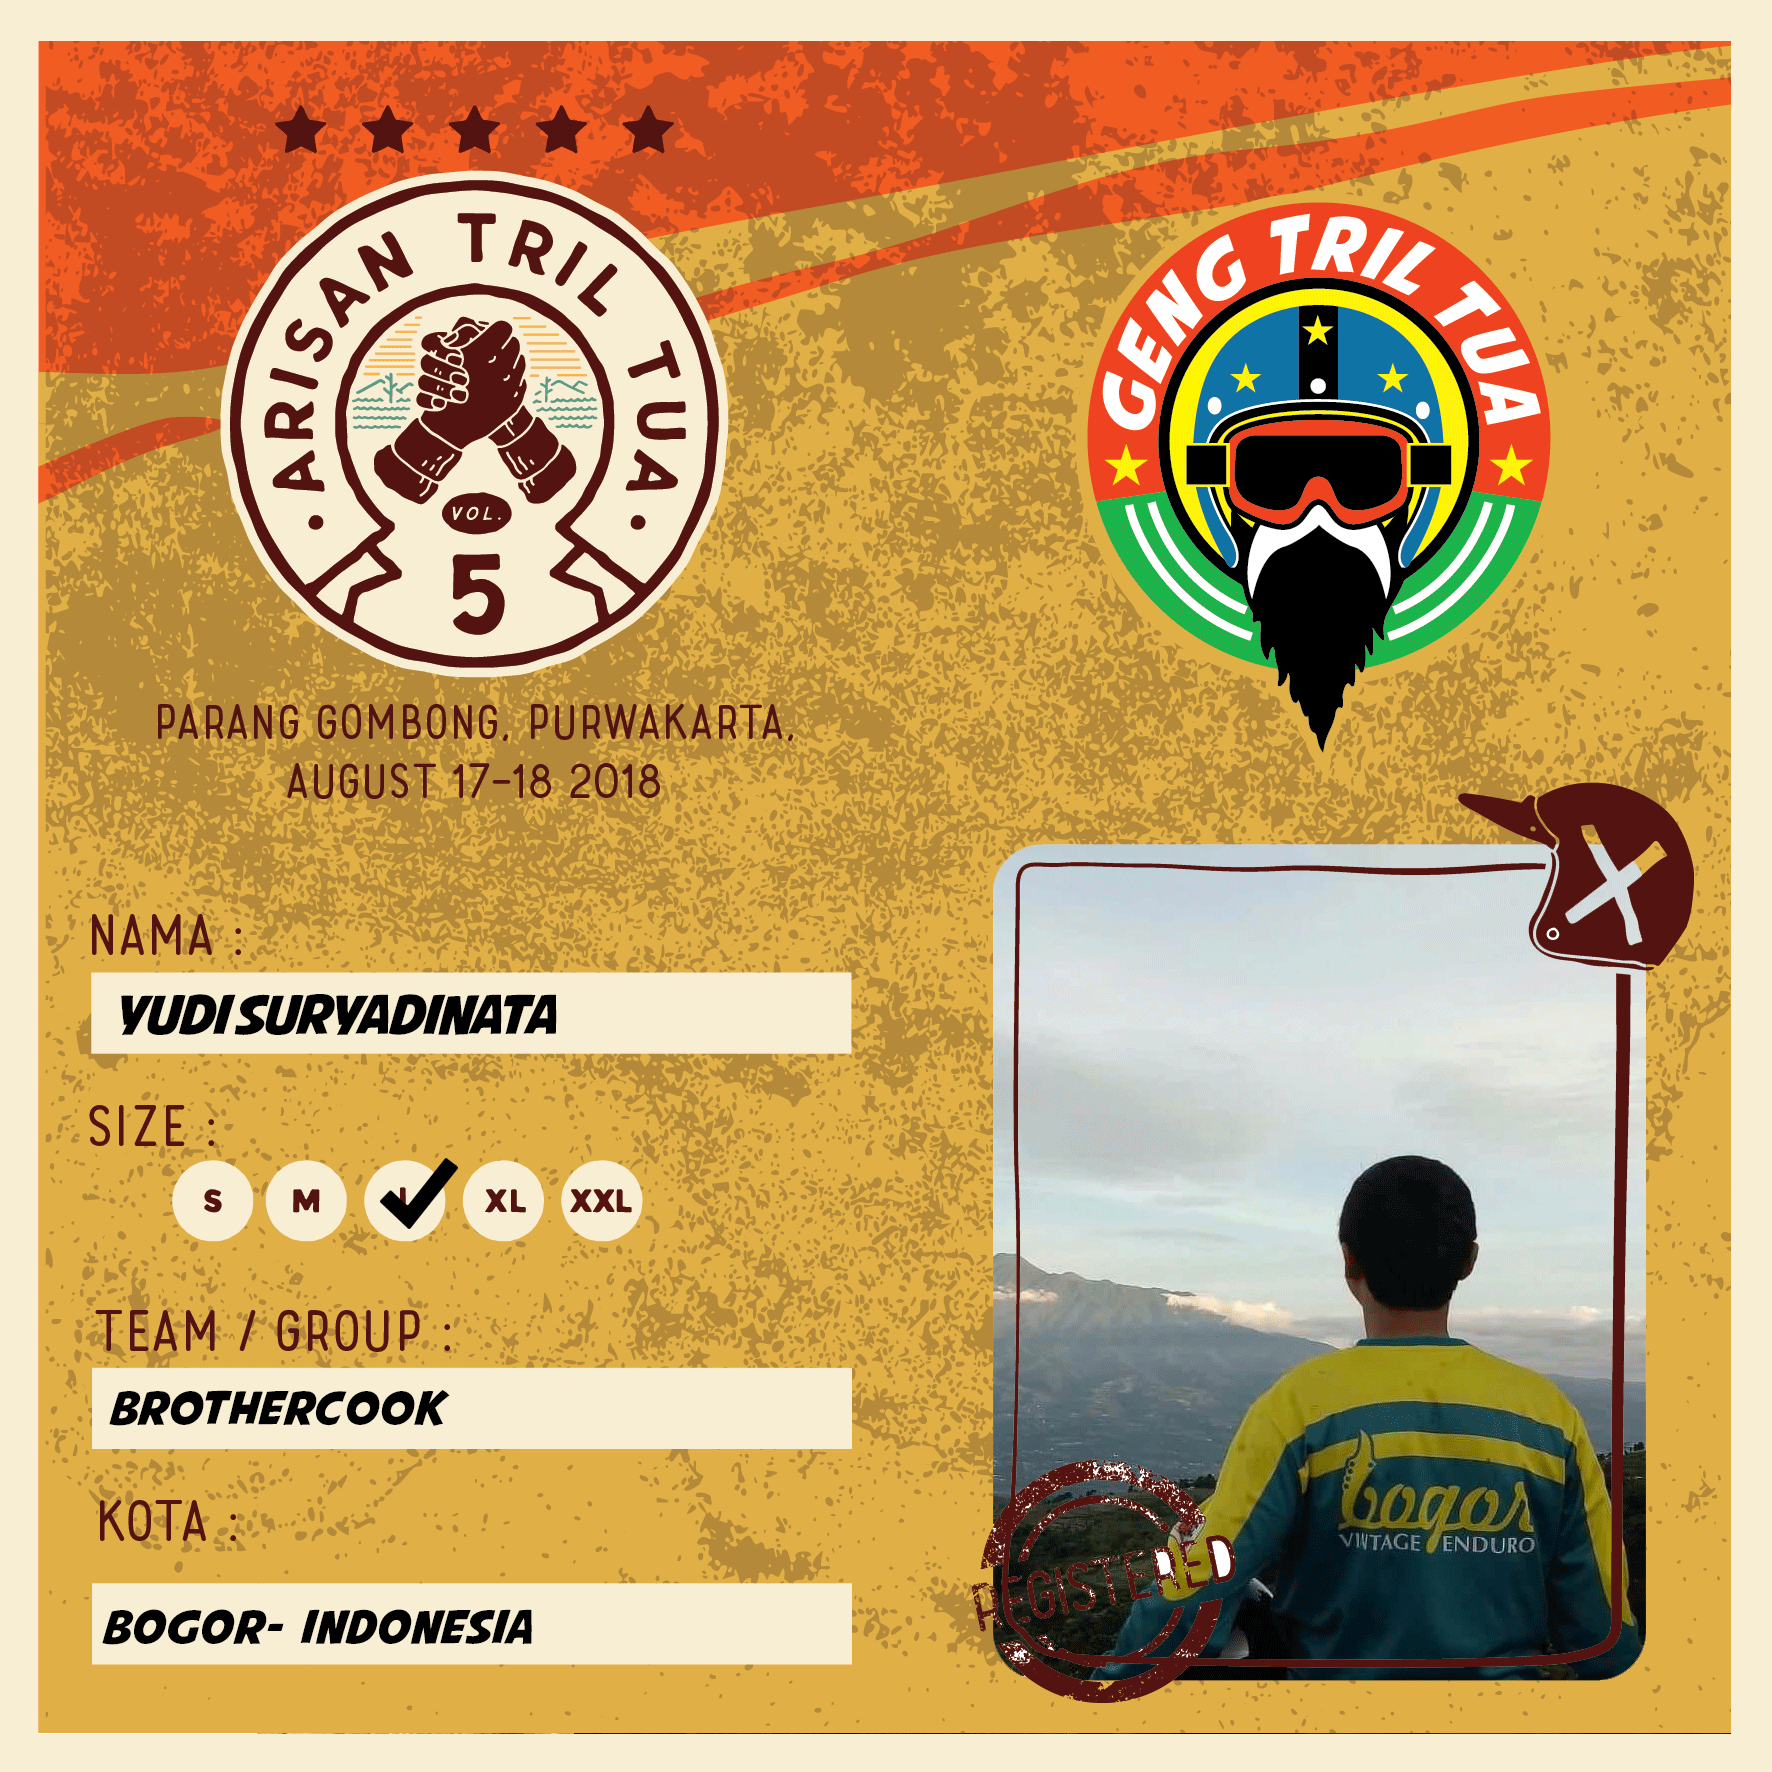 ARISAN TRIL TUA
VOL.
5
GENG TRIL TUA
PARANG GOMBONG, PURWAKARTA,
AUGUST 17-18 2018
NAMA :
YUDI SURYADINATA
SIZE :
S M L XL XXL
TEAM / GROUP :
BROTHERCOOK
KOTA :
BOGOR- INDONESIA
bogor
VINTAGE ENDURO
REGISTERED